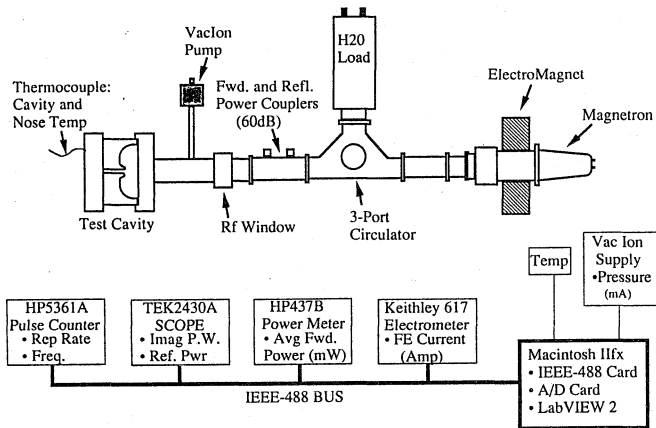 VacIon
Pump
H20
Load
Thermocouple:
Cavity and
Nose Temp
Fwd. and Refl.
Power Couplers
(60dB)
ElectroMagnet
Magnetron
Test Cavity
Rf Window
3-Port
Circulator
Temp
Vac Ion
Supply
•Pressure
(mA)
HP5361A
Pulse Counter
• Rep Rate
• Freq.
TEK2430A
SCOPE
• Imag P.W.
• Ref. Pwr
HP437B
Power Meter
• Avg Fwd.
Power (mW)
Keithley 617
Electrometer
• FE Current
(Amp)
Macintosh IIfx
• IEEE-488 Card
• A/D Card
• LabVIEW 2
IEEE-488 BUS